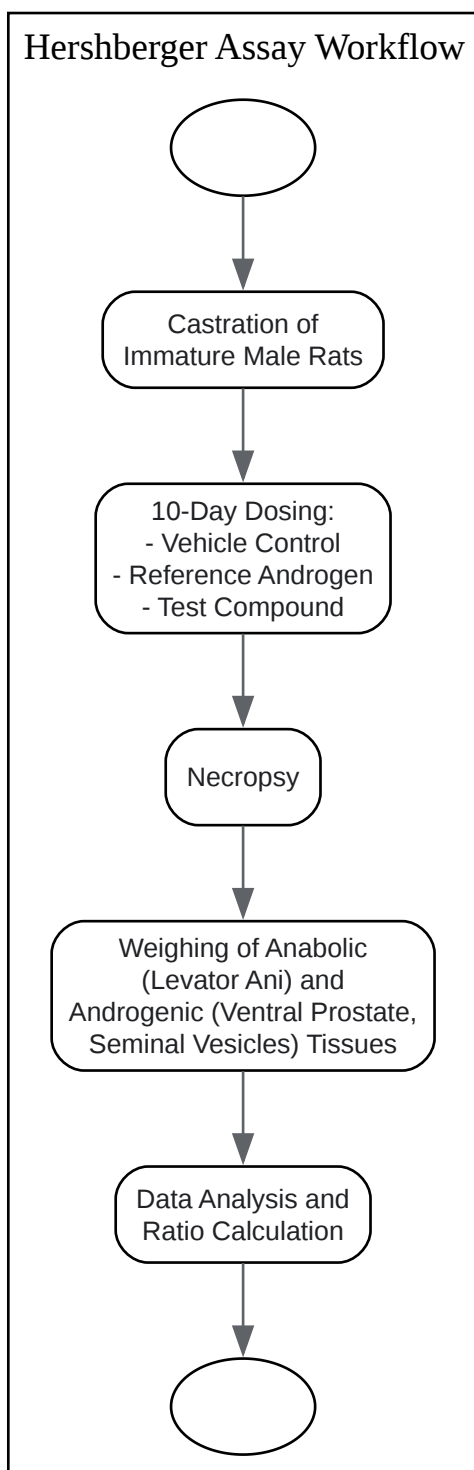 Hershberger Assay Workflow
Castration of
Immature Male Rats
10-Day Dosing:
- Vehicle Control
- Reference Androgen
- Test Compound
Necropsy
Weighing of Anabolic
(Levator Ani) and
Androgenic (Ventral Prostate,
Seminal Vesicles) Tissues
Data Analysis and
Ratio Calculation